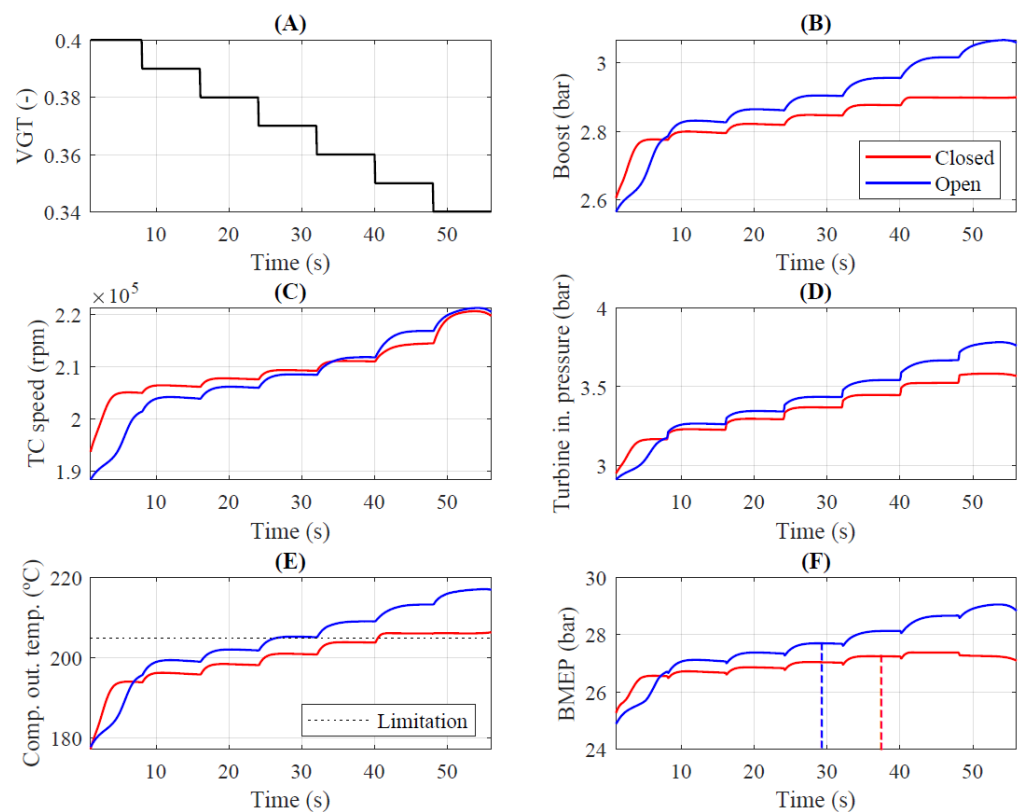 (A)
VGT (-)
0.4
0.38
0.36
0.34
10 20 30 40 50
Time (s)
(B)
Boost (bar)
3
2.8
2.6
Closed
Open
10 20 30 40 50
Time (s)
(C)
×10⁵
TC speed (rpm)
2.2
2.1
2
1.9
10 20 30 40 50
Time (s)
(D)
Turbine in. pressure (bar)
4
3.5
3
10 20 30 40 50
Time (s)
(E)
Comp. out. temp. (ºC)
220
200
180
Limitation
10 20 30 40 50
Time (s)
(F)
BMEP (bar)
30
28
26
24
10 20 30 40 50
Time (s)